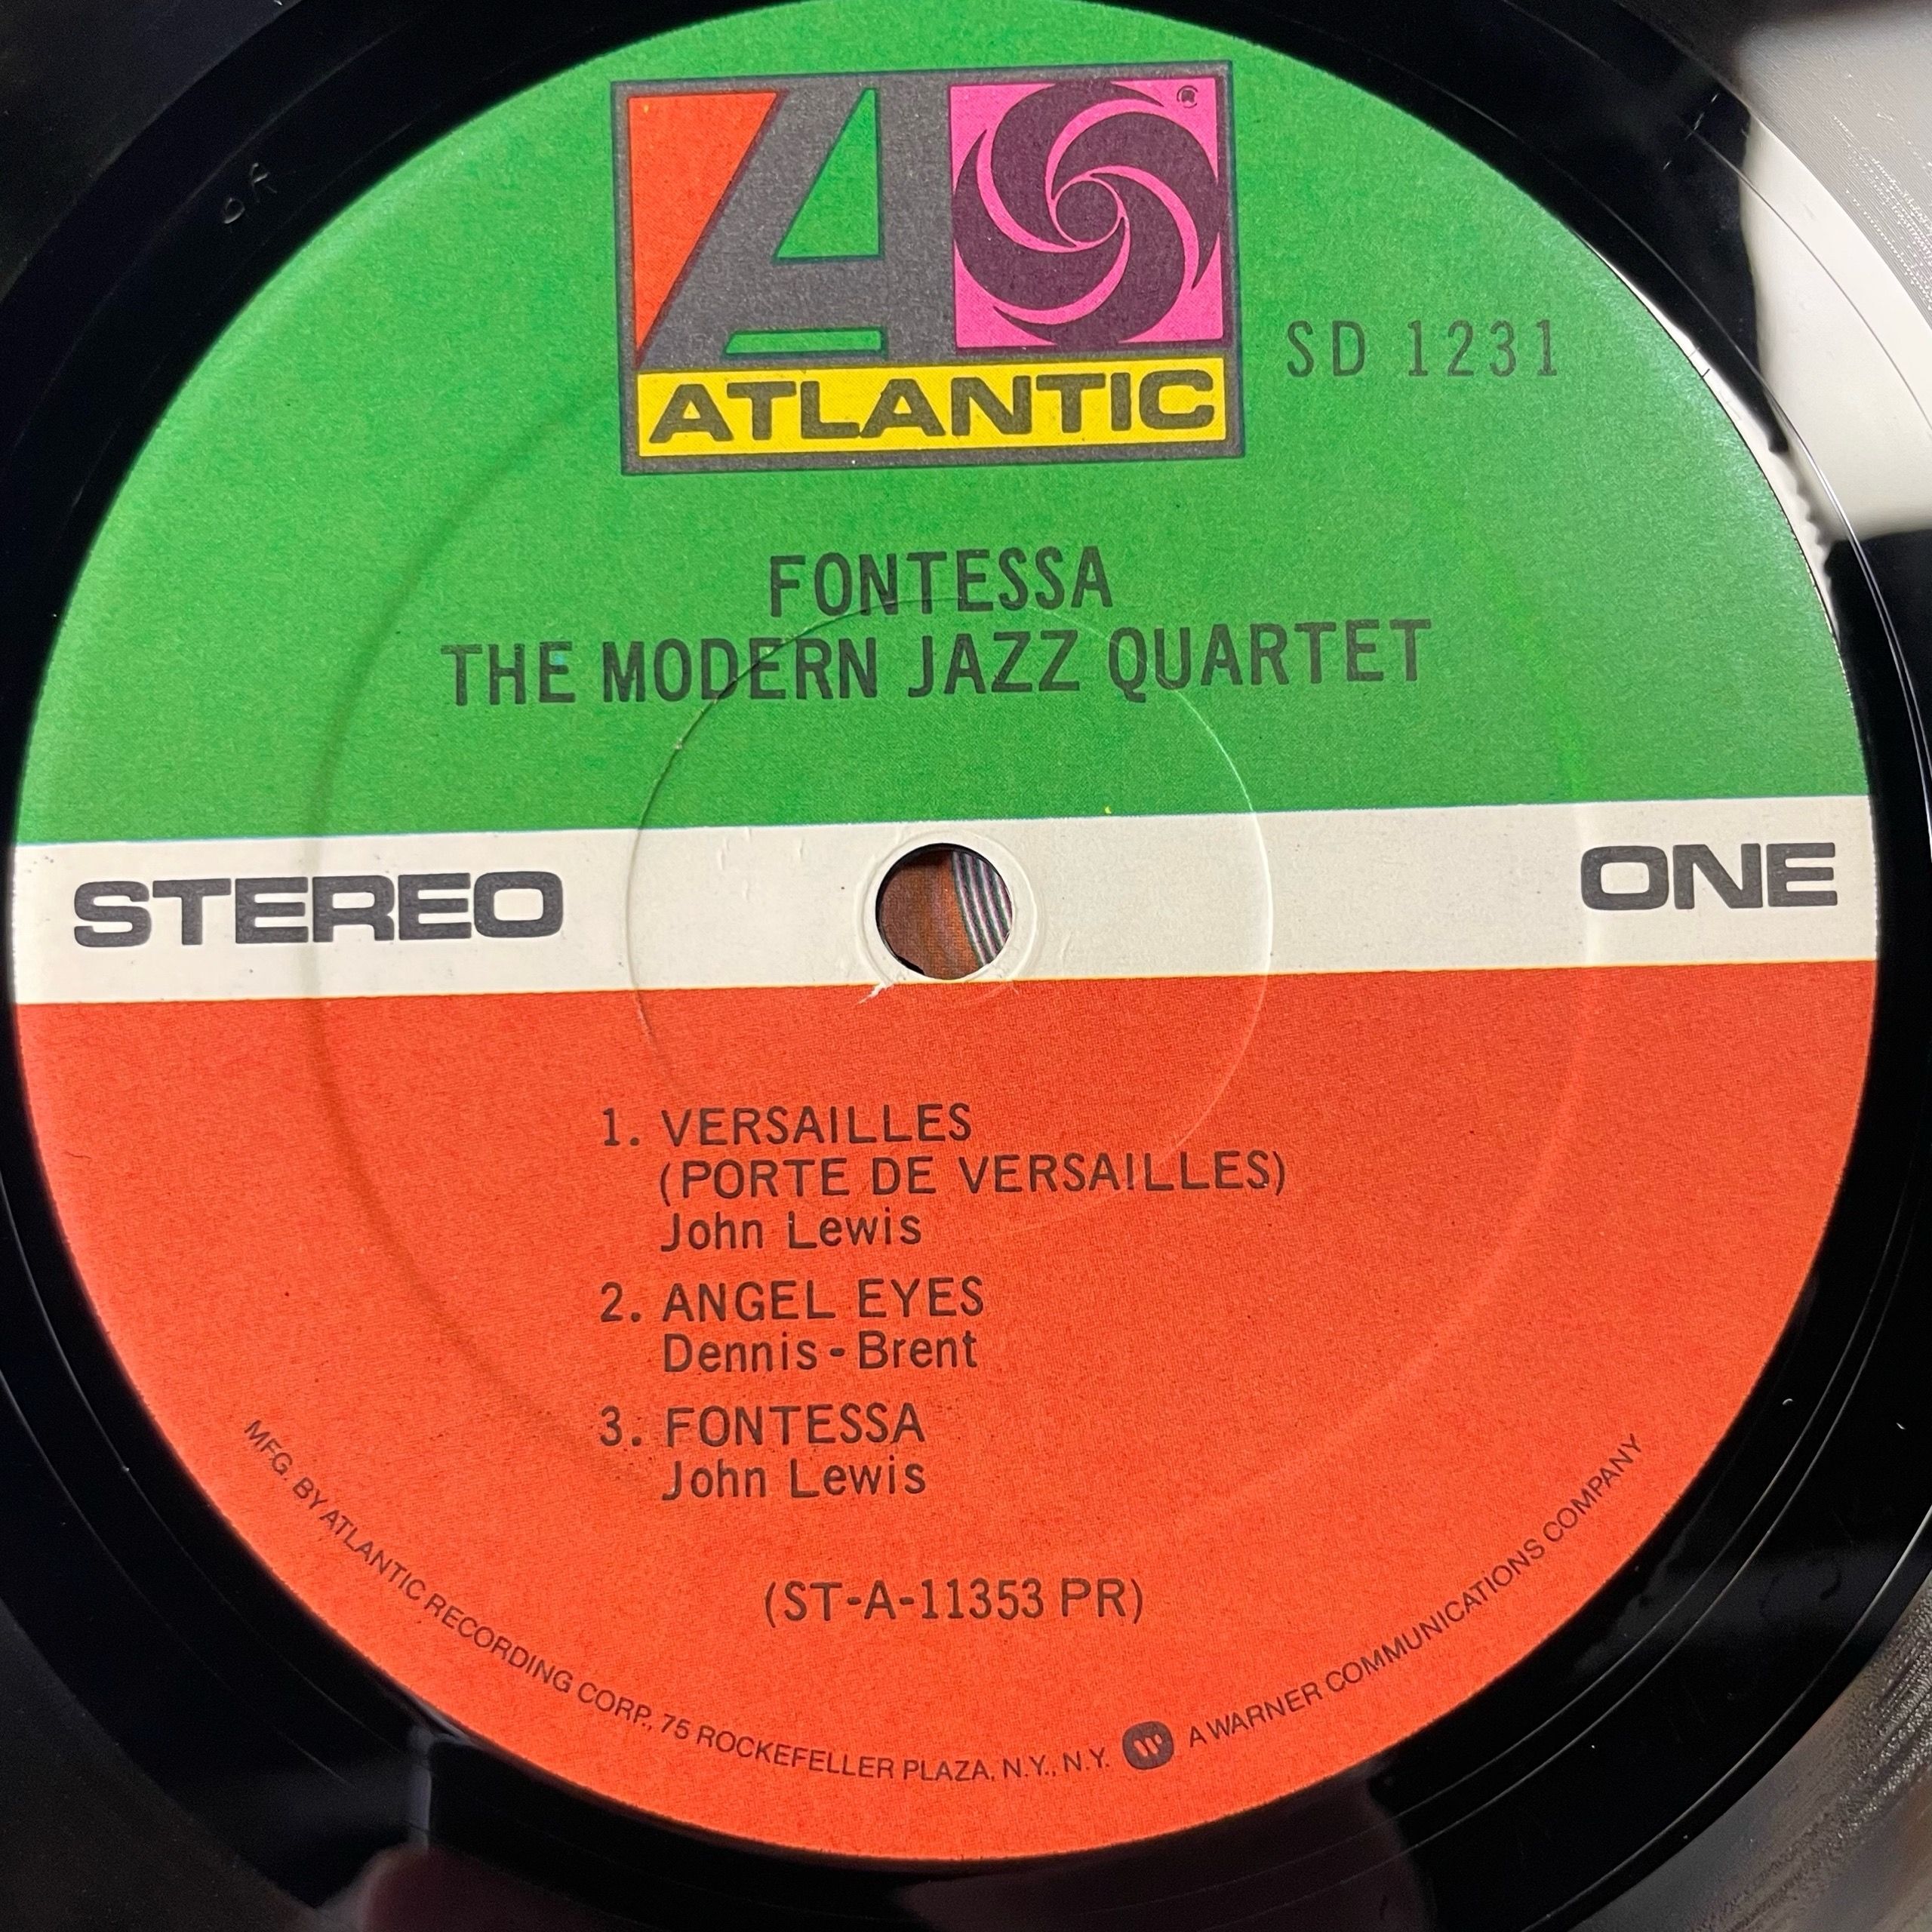 ATLANTIC
SD 1231
FONTESSA
THE MODERN JAZZ QUARTET
STEREO
ONE
1. VERSAILLES
(PORTE DE VERSAILLES)
John Lewis
2. ANGEL EYES
Dennis-Brent
3. FONTESSA
John Lewis
(ST-A-11353 PR)
MFG. BY ATLANTIC RECORDING CORP., 75 ROCKEFELLER PLAZA, N.Y., N.Y. A WARNER COMMUNICATIONS COMPANY